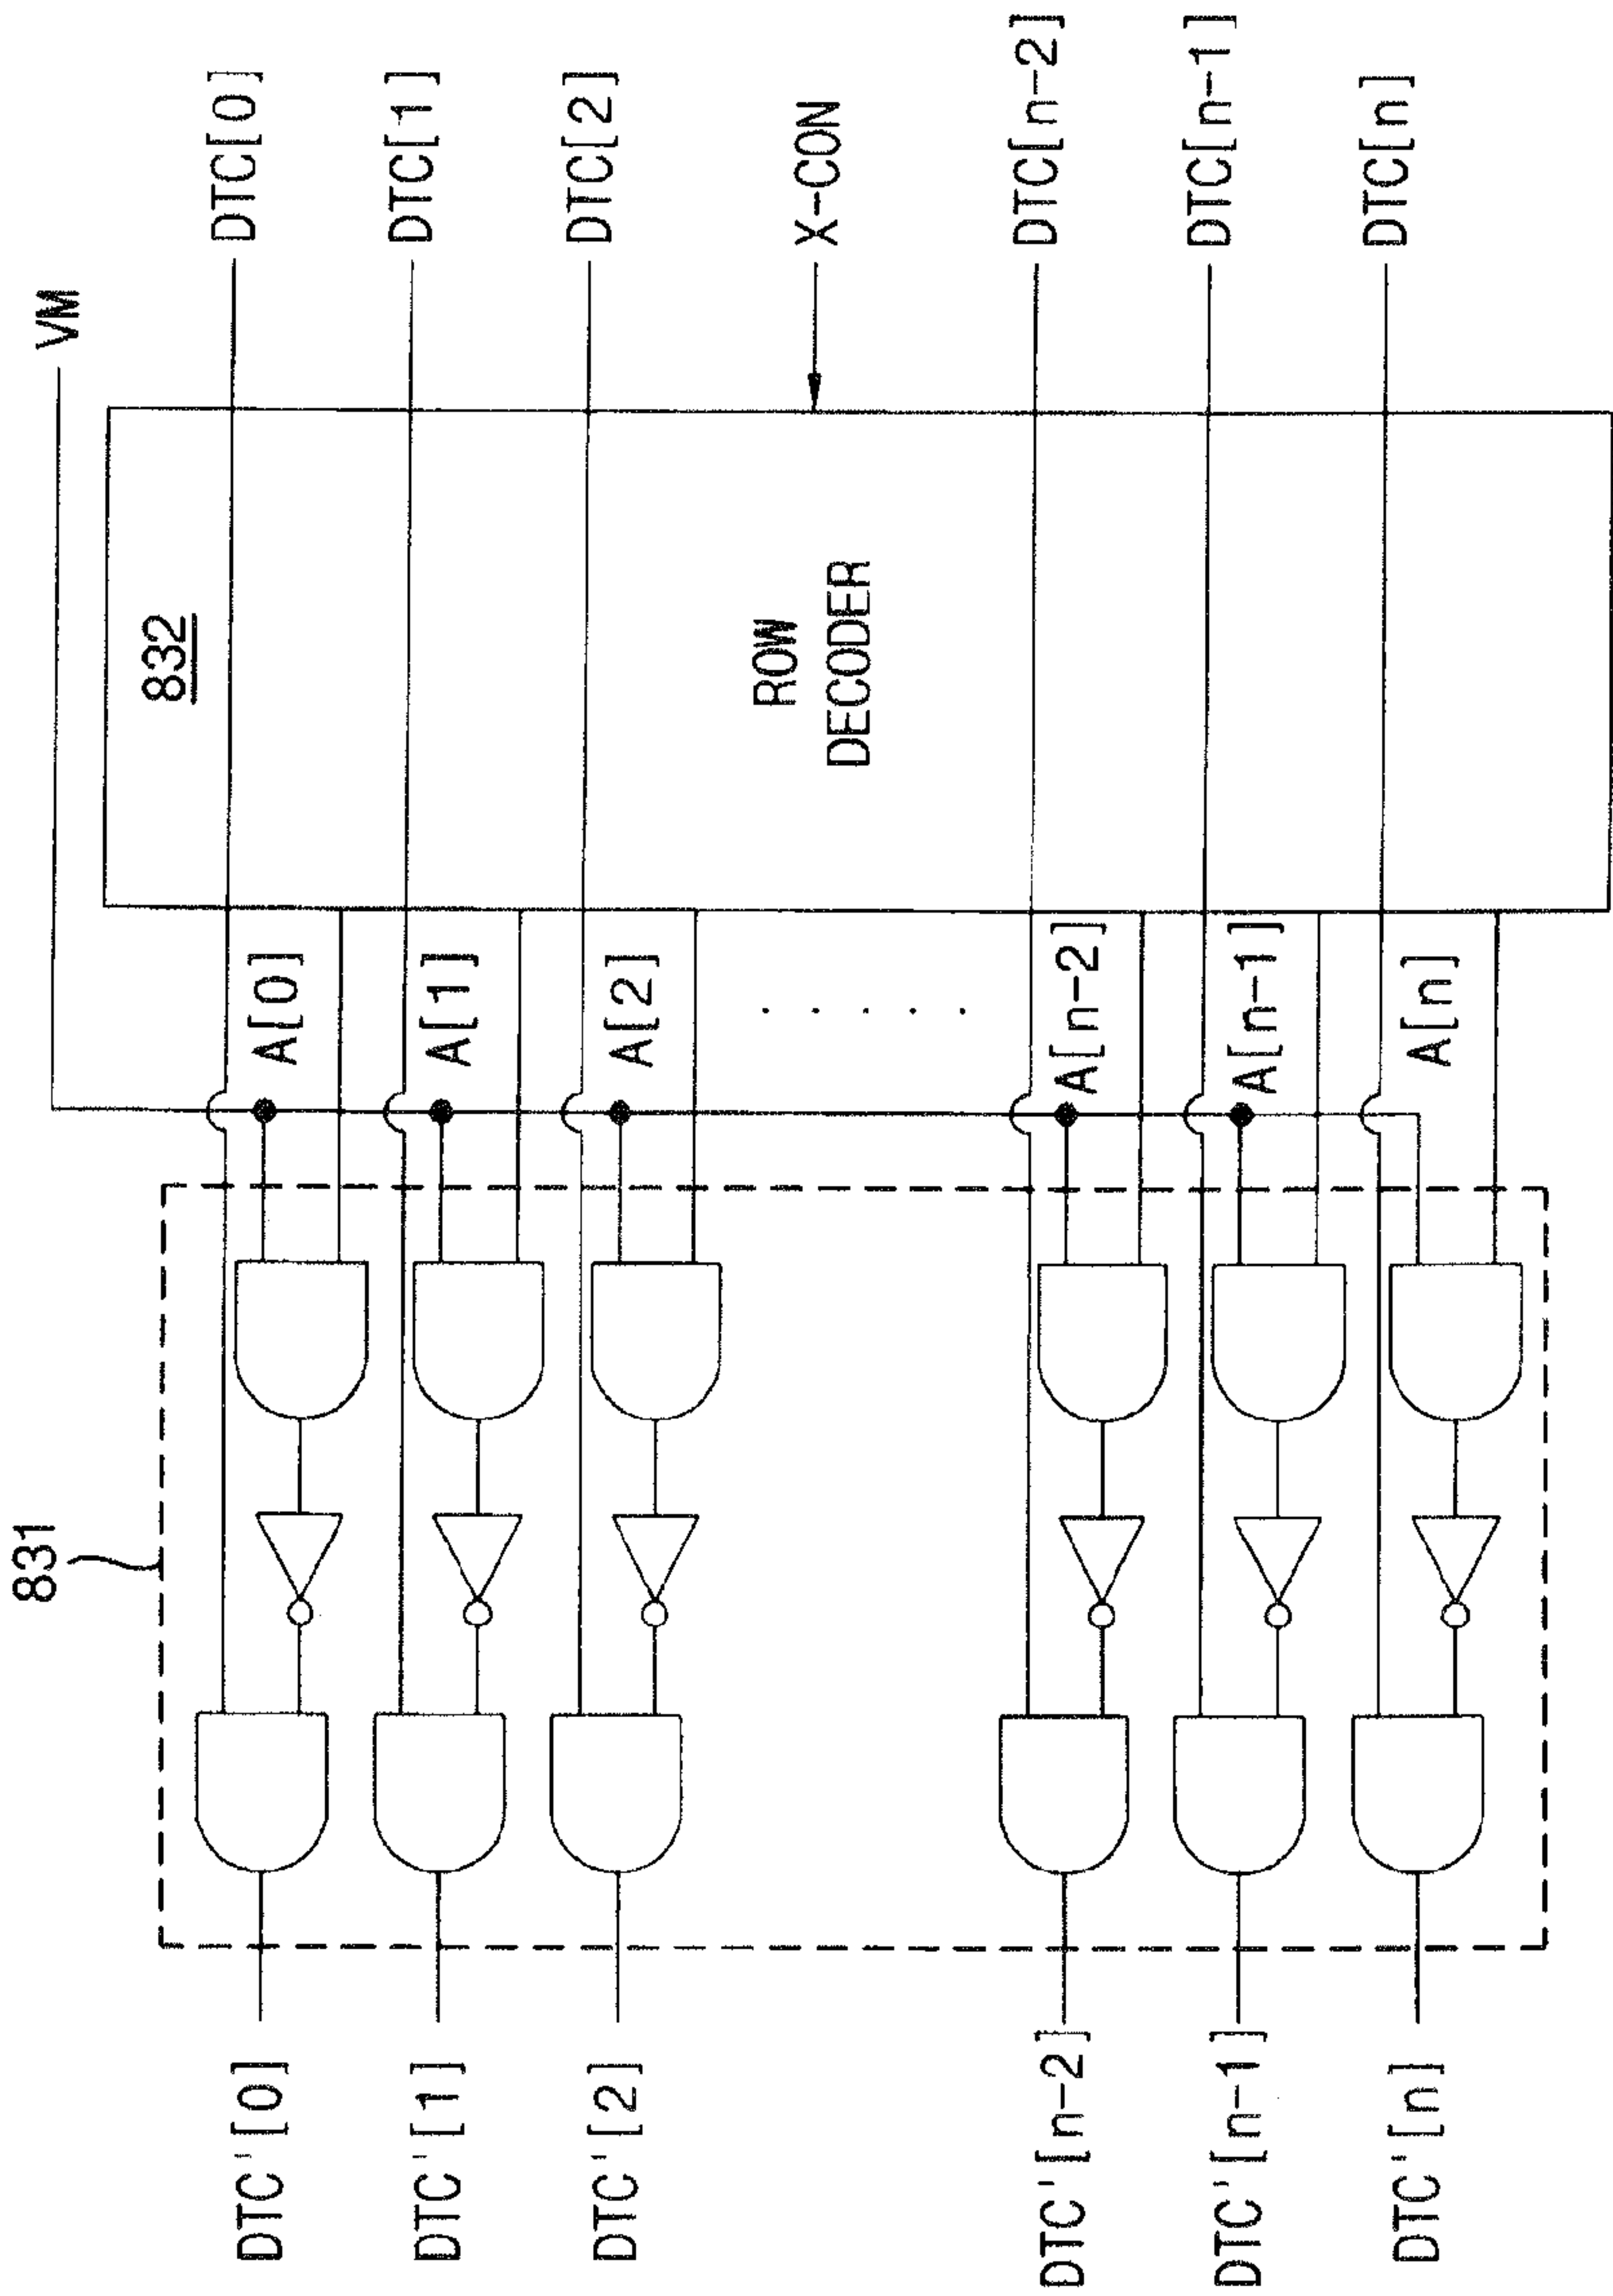 VM
DTC[0]
DTC[1]
DTC[2]
X-CON
DTC[n-2]
DTC[n-1]
DTC[n]
832
ROW
DECODER
A[0]
A[1]
A[2]
. . . . .
A[n-2]
A[n-1]
A[n]
831
DTC'[0]
DTC'[1]
DTC'[2]
DTC'[n-2]
DTC'[n-1]
DTC'[n]